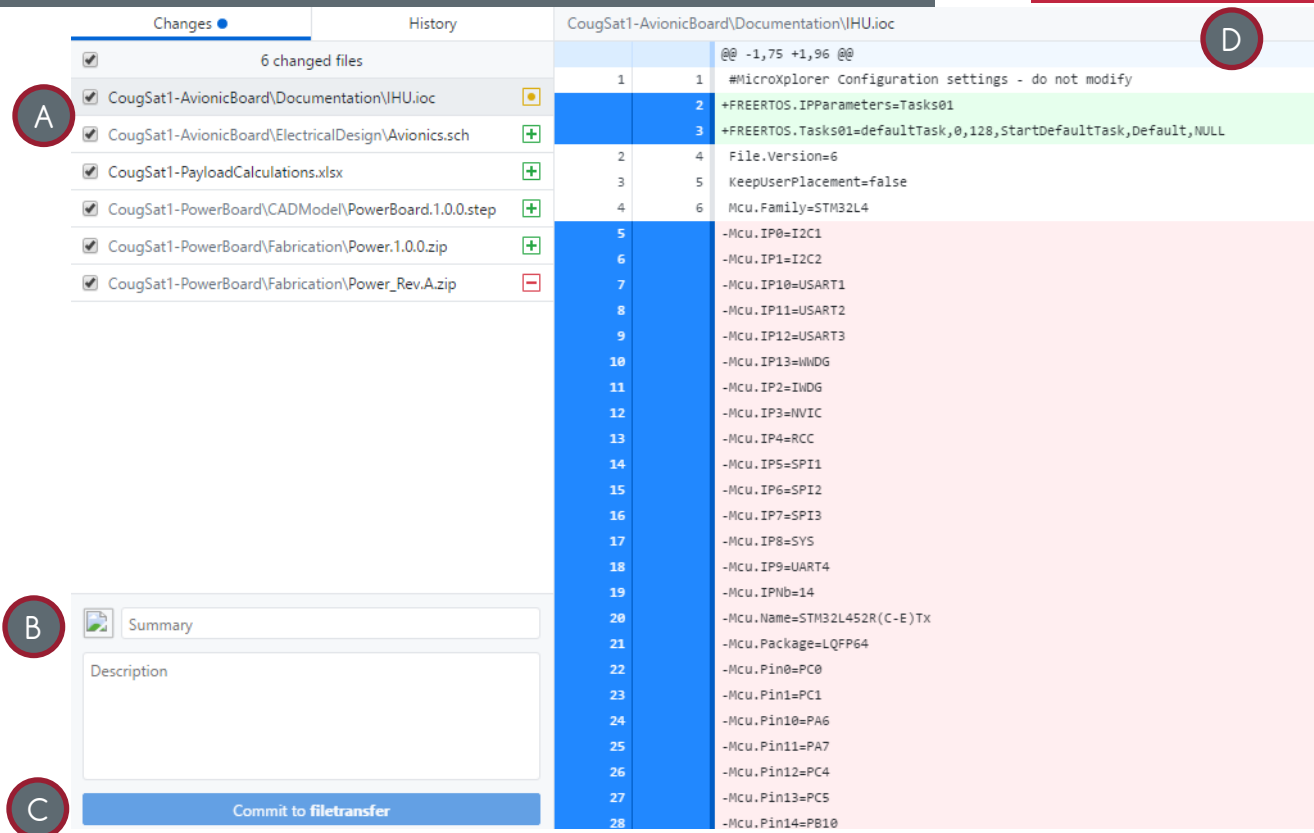 Changes
History
6 changed files
A
CougSat1-AvionicBoard\Documentation\IHU.ioc
CougSat1-AvionicBoard\ElectricalDesign\Avionics.sch
CougSat1-PayloadCalculations.xlsx
CougSat1-PowerBoard\CADModel\PowerBoard.1.0.0.step
CougSat1-PowerBoard\Fabrication\Power.1.0.0.zip
CougSat1-PowerBoard\Fabrication\Power_Rev.A.zip
B
Summary
Description
C
Commit to filetransfer
CougSat1-AvionicBoard\Documentation\IHU.ioc
D
@@ -1,75 +1,96 @@
1 1 #MicroXplorer Configuration settings - do not modify
2 +FREERTOS.IPParameters=Tasks01
3 +FREERTOS.Tasks01=defaultTask,0,128,StartDefaultTask,Default,NULL
2 4 File.Version=6
3 5 KeepUserPlacement=false
4 6 Mcu.Family=STM32L4
5 -Mcu.IP0=I2C1
6 -Mcu.IP1=I2C2
7 -Mcu.IP10=USART1
8 -Mcu.IP11=USART2
9 -Mcu.IP12=USART3
10 -Mcu.IP13=WWDG
11 -Mcu.IP2=IWDG
12 -Mcu.IP3=NVIC
13 -Mcu.IP4=RCC
14 -Mcu.IP5=SPI1
15 -Mcu.IP6=SPI2
16 -Mcu.IP7=SPI3
17 -Mcu.IP8=SYS
18 -Mcu.IP9=UART4
19 -Mcu.IPNb=14
20 -Mcu.Name=STM32L452R(C-E)Tx
21 -Mcu.Package=LQFP64
22 -Mcu.Pin0=PC0
23 -Mcu.Pin1=PC1
24 -Mcu.Pin10=PA6
25 -Mcu.Pin11=PA7
26 -Mcu.Pin12=PC4
27 -Mcu.Pin13=PC5
28 -Mcu.Pin14=PB10